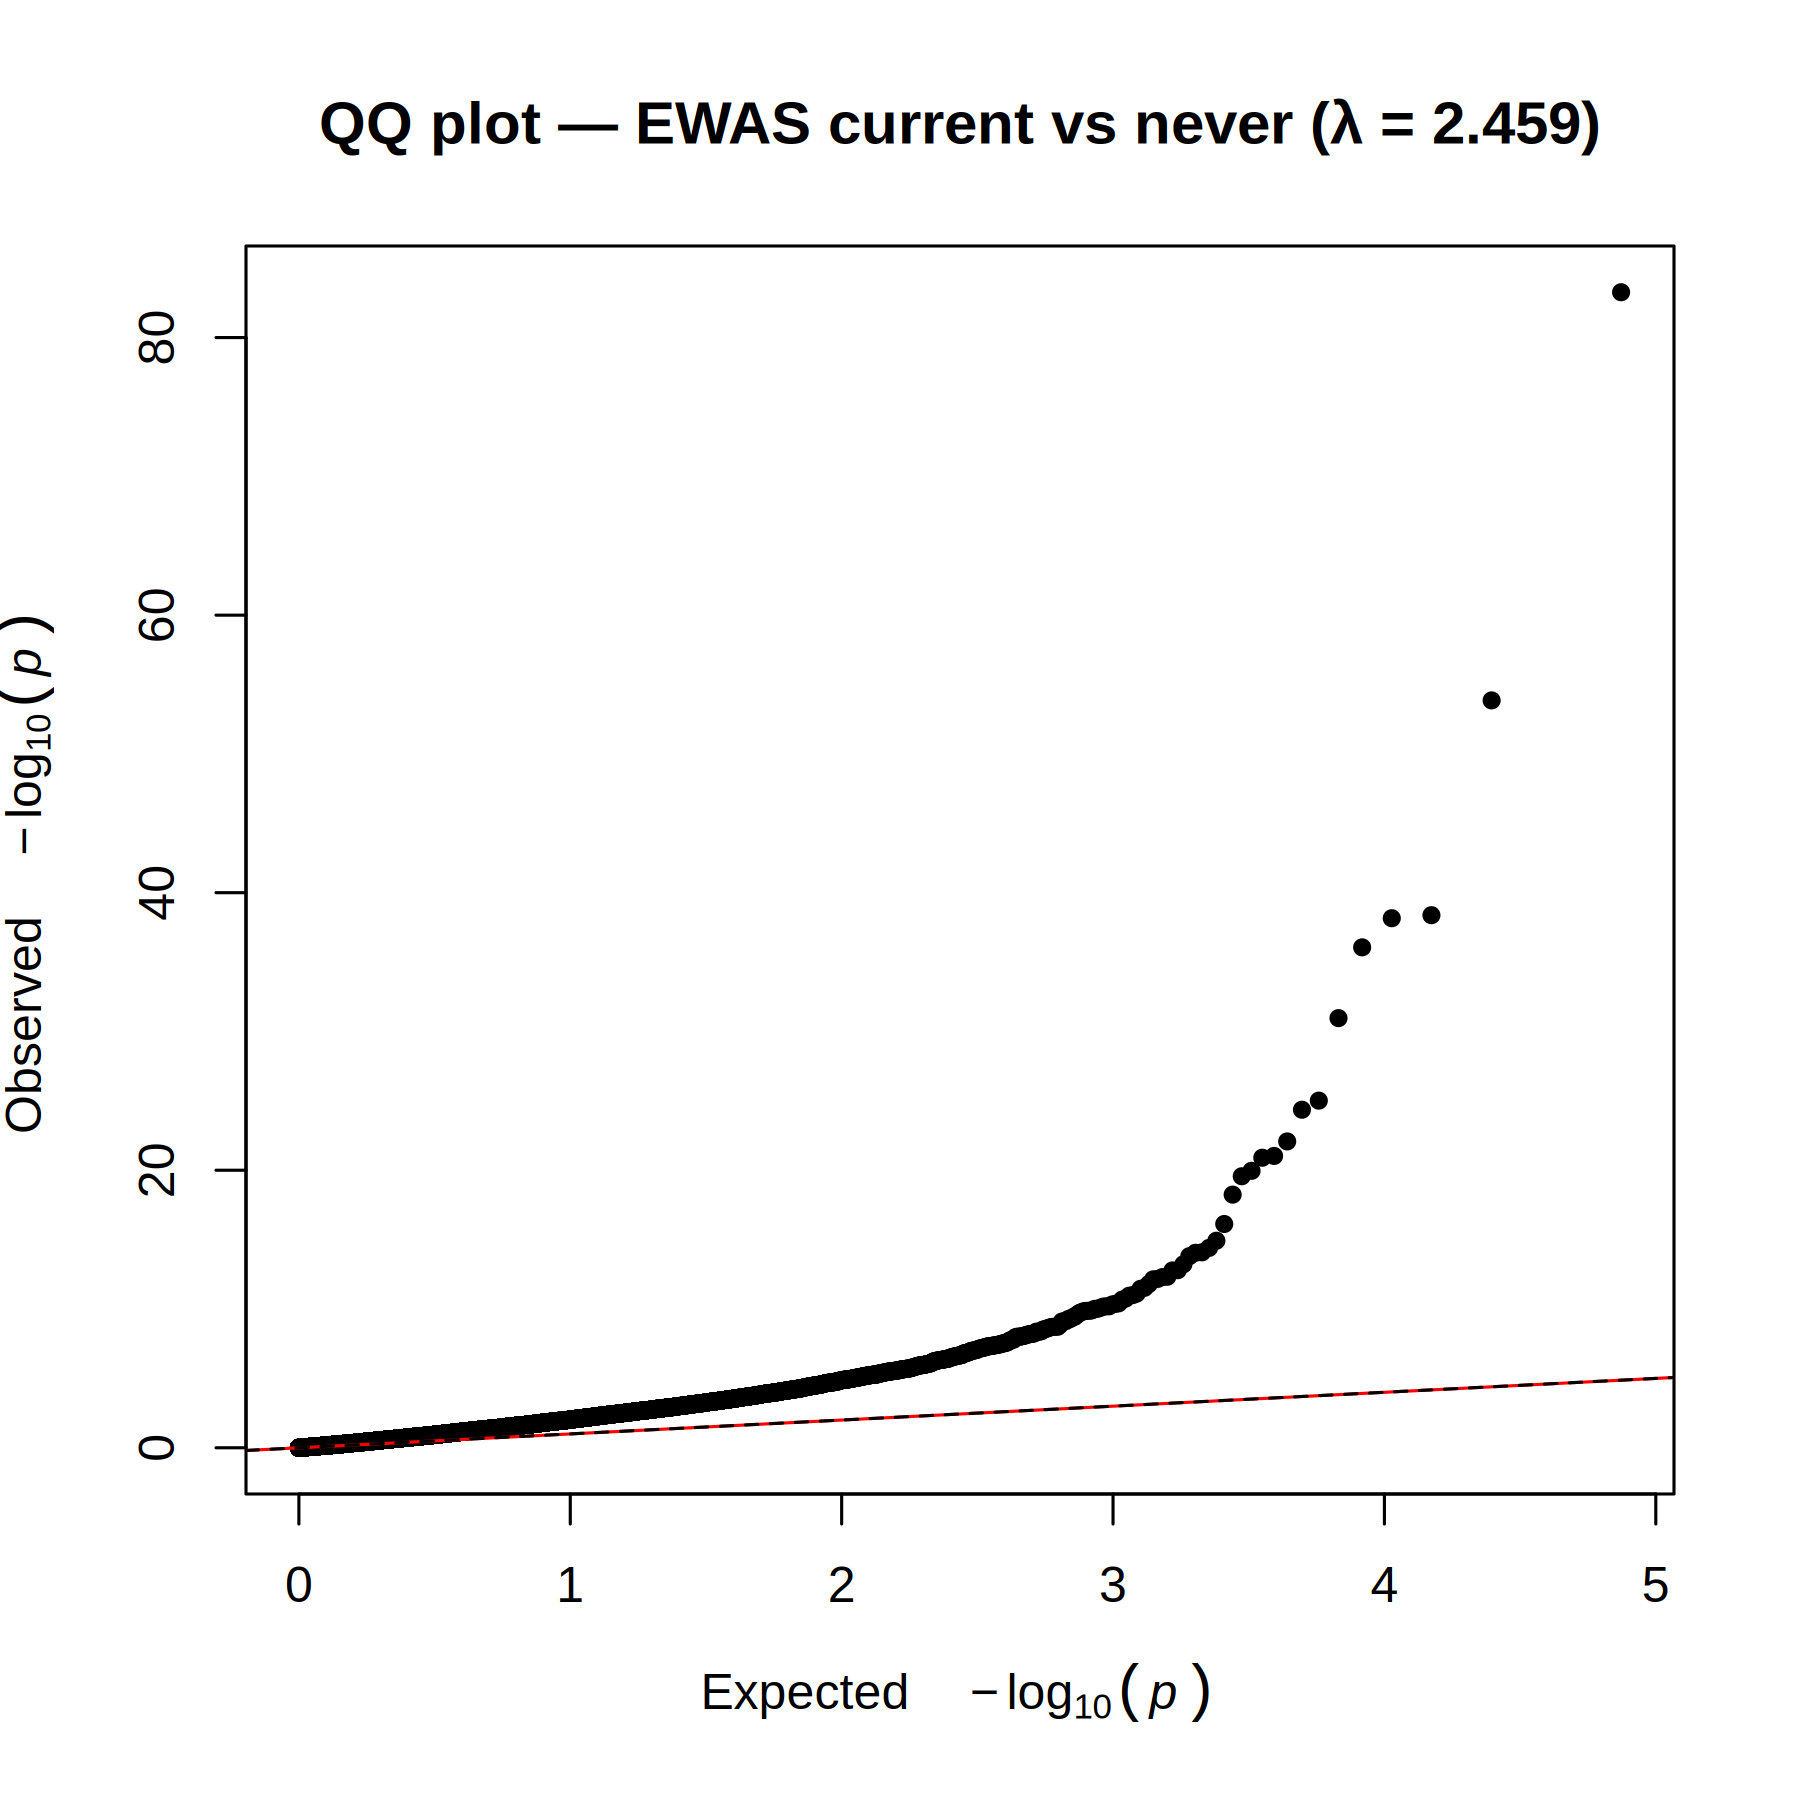 QQ plot — EWAS current vs never (λ = 2.459)
Observed −log10(p)
80
60
40
20
0
0 1 2 3 4 5
Expected −log10(p)